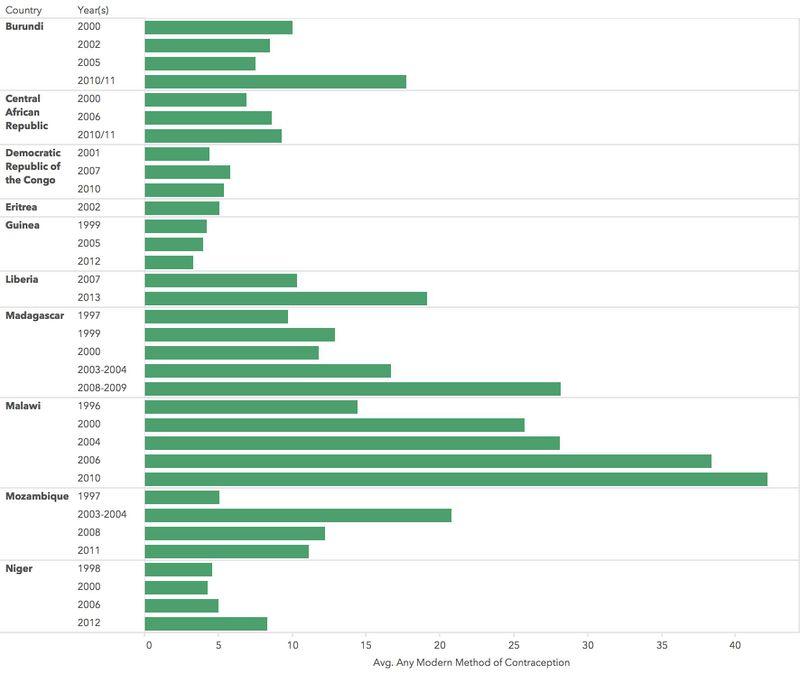 Country Year(s)
Burundi 2000
2002
2005
2010/11
Central African Republic 2000
2006
2010/11
Democratic Republic of the Congo 2001
2007
2010
Eritrea 2002
Guinea 1999
2005
2012
Liberia 2007
2013
Madagascar 1997
1999
2000
2003-2004
2008-2009
Malawi 1996
2000
2004
2006
2010
Mozambique 1997
2003-2004
2008
2011
Niger 1998
2000
2006
2012
0 5 10 15 20 25 30 35 40
Avg. Any Modern Method of Contraception